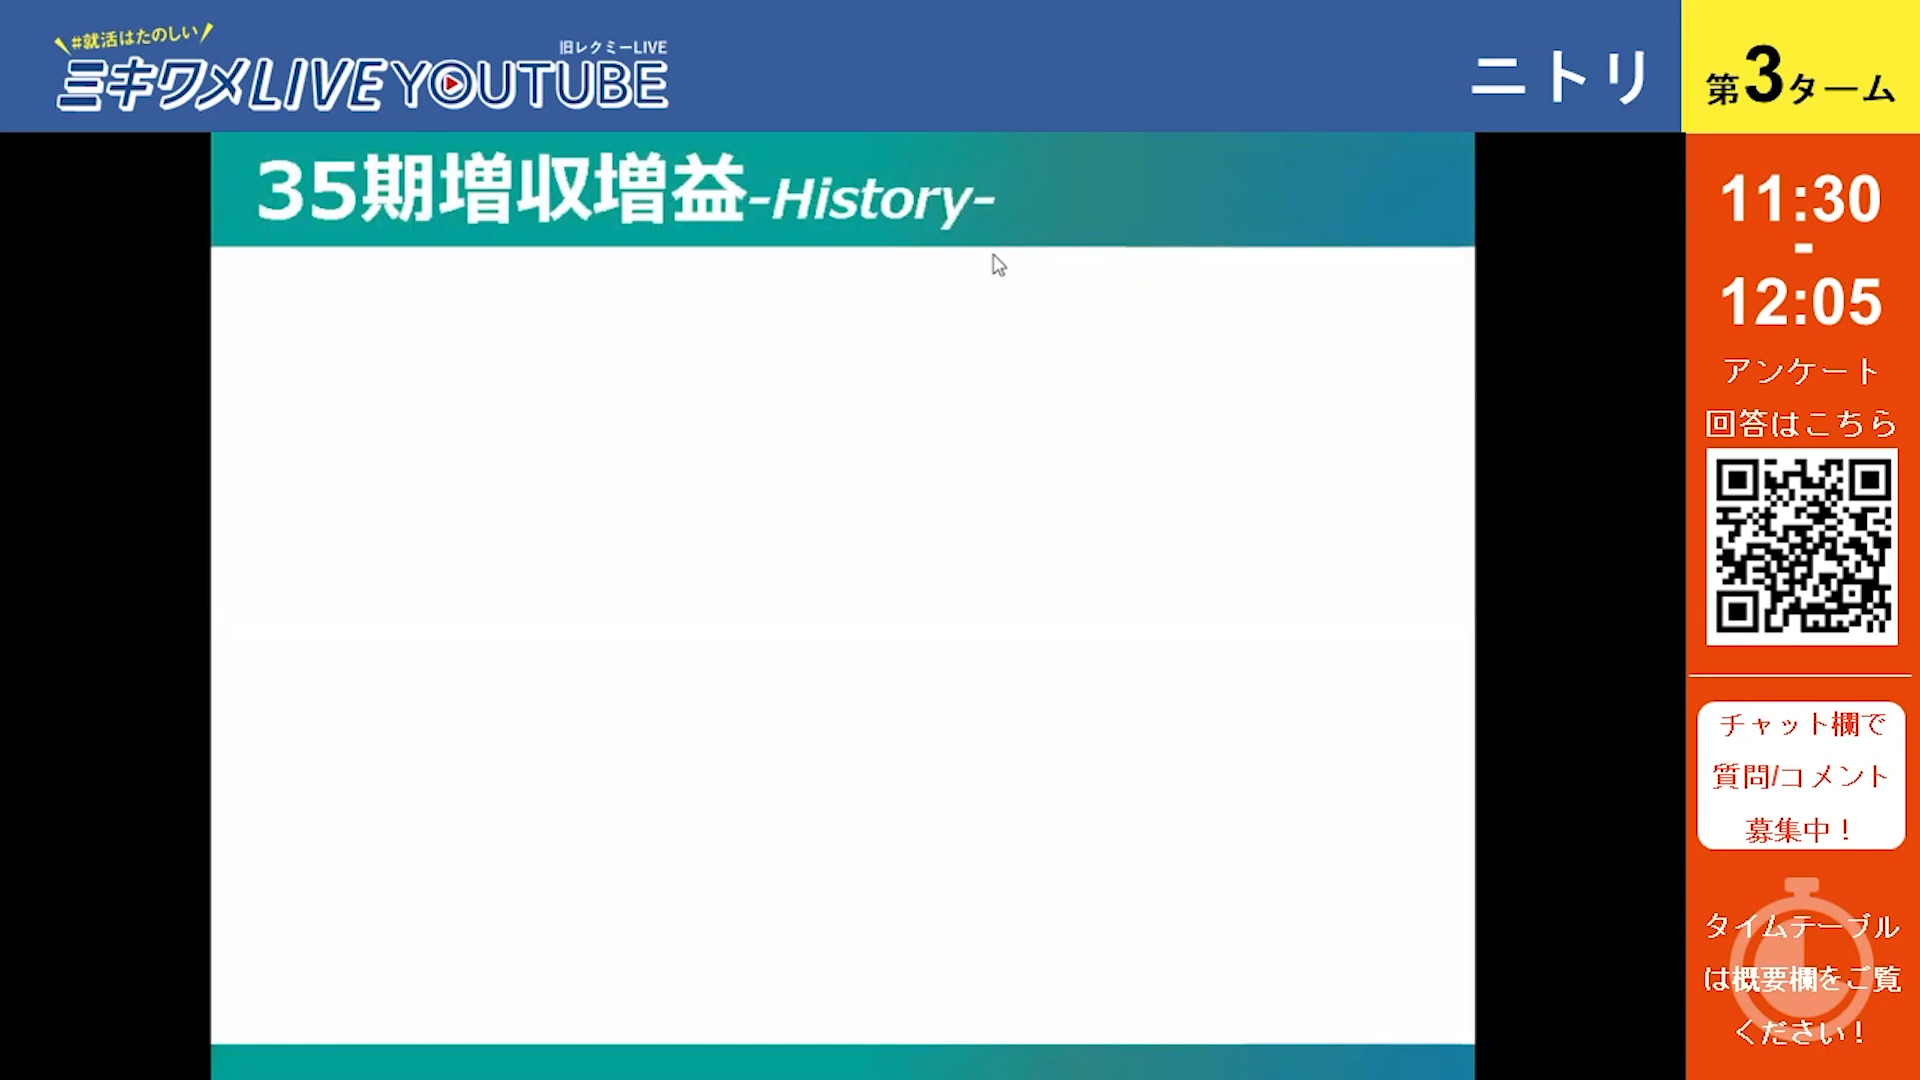 #就活はたのしい
旧レクミーLIVE
ミキワメLIVE YOUTUBE
ニトリ
第3ターム
35期増収増益-History-
11:30
-
12:05
アンケート
回答はこちら
チャット欄で
質問/コメント
募集中！
タイムテーブル
は概要欄をご覧
ください！